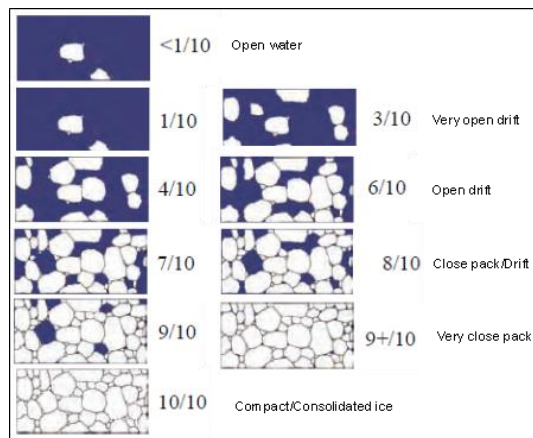 <1/10 Open water
1/10 3/10 Very open drift
4/10 6/10 Open drift
7/10 8/10 Close pack/Drift
9/10 9+/10 Very close pack
10/10 Compact/Consolidated ice